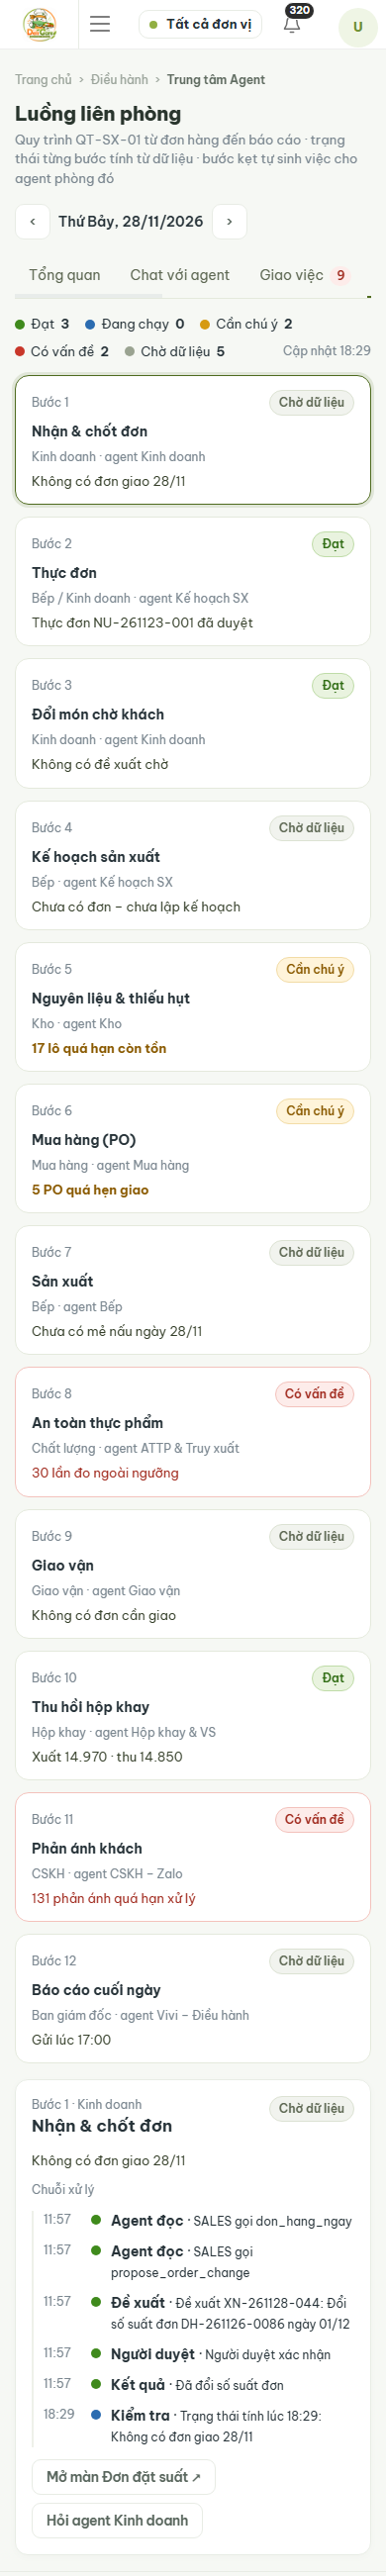 Tất cả đơn vị
320
U
Trang chủ > Điều hành > Trung tâm Agent
Luồng liên phòng
Quy trình QT-SX-01 từ đơn hàng đến báo cáo · trạng
thái từng bước tính từ dữ liệu · bước kẹt tự sinh việc cho
agent phòng đó
‹ Thứ Bảy, 28/11/2026 ›
Tổng quan Chat với agent Giao việc 9
Đạt 3 Đang chạy 0 Cần chú ý 2
Có vấn đề 2 Chờ dữ liệu 5 Cập nhật 18:29
Bước 1 Chờ dữ liệu
Nhận & chốt đơn
Kinh doanh · agent Kinh doanh
Không có đơn giao 28/11
Bước 2 Đạt
Thực đơn
Bếp / Kinh doanh · agent Kế hoạch SX
Thực đơn NU-261123-001 đã duyệt
Bước 3 Đạt
Đổi món chờ khách
Kinh doanh · agent Kinh doanh
Không có đề xuất chờ
Bước 4 Chờ dữ liệu
Kế hoạch sản xuất
Bếp · agent Kế hoạch SX
Chưa có đơn – chưa lập kế hoạch
Bước 5 Cần chú ý
Nguyên liệu & thiếu hụt
Kho · agent Kho
17 lô quá hạn còn tồn
Bước 6 Cần chú ý
Mua hàng (PO)
Mua hàng · agent Mua hàng
5 PO quá hẹn giao
Bước 7 Chờ dữ liệu
Sản xuất
Bếp · agent Bếp
Chưa có mẻ nấu ngày 28/11
Bước 8 Có vấn đề
An toàn thực phẩm
Chất lượng · agent ATTP & Truy xuất
30 lần đo ngoài ngưỡng
Bước 9 Chờ dữ liệu
Giao vận
Giao vận · agent Giao vận
Không có đơn cần giao
Bước 10 Đạt
Thu hồi hộp khay
Hộp khay · agent Hộp khay & VS
Xuất 14.970 · thu 14.850
Bước 11 Có vấn đề
Phản ánh khách
CSKH · agent CSKH – Zalo
131 phản ánh quá hạn xử lý
Bước 12 Chờ dữ liệu
Báo cáo cuối ngày
Ban giám đốc · agent Vivi – Điều hành
Gửi lúc 17:00
Bước 1 · Kinh doanh Chờ dữ liệu
Nhận & chốt đơn
Không có đơn giao 28/11
Chuỗi xử lý
11:57 Agent đọc · SALES gọi don_hang_ngay
11:57 Agent đọc · SALES gọi
propose_order_change
11:57 Đề xuất · Đề xuất XN-261128-044: Đổi
số suất đơn DH-261126-0086 ngày 01/12
11:57 Người duyệt · Người duyệt xác nhận
11:57 Kết quả · Đã đổi số suất đơn
18:29 Kiểm tra · Trạng thái tính lúc 18:29:
Không có đơn giao 28/11
Mở màn Đơn đặt suất ↗
Hỏi agent Kinh doanh